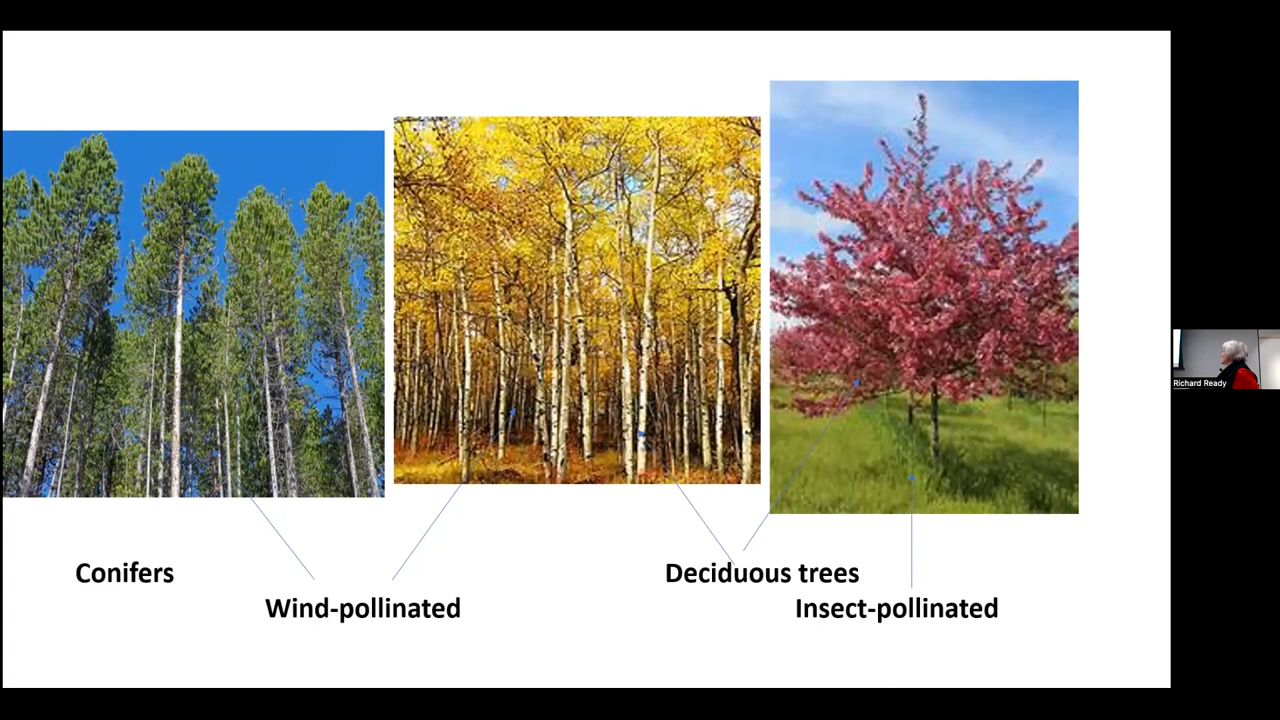 Conifers
Deciduous trees
Wind-pollinated
Insect-pollinated
Richard Ready